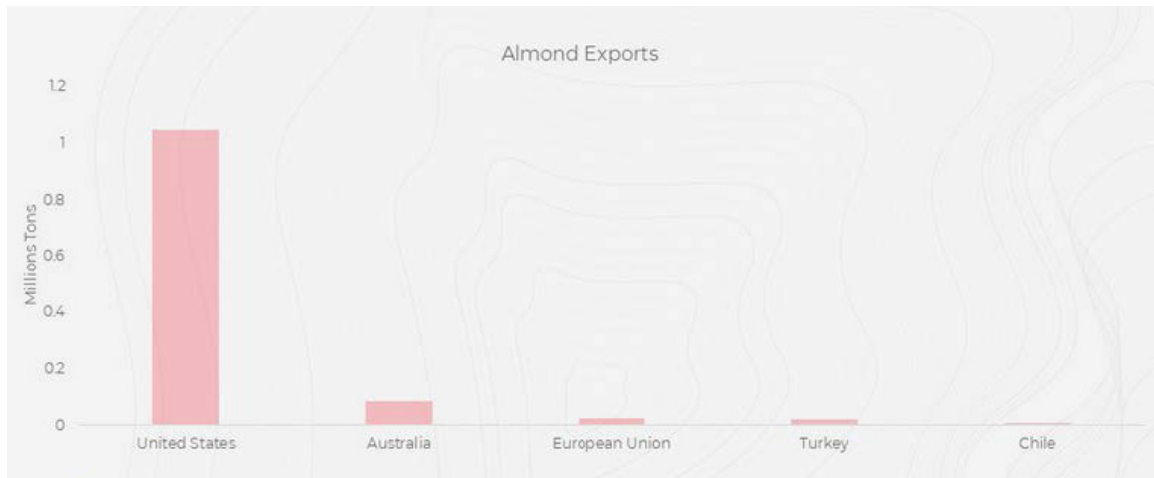 Almond Exports
Millions Tons
1.2
1
0.8
0.6
0.4
0.2
0
United States
Australia
European Union
Turkey
Chile